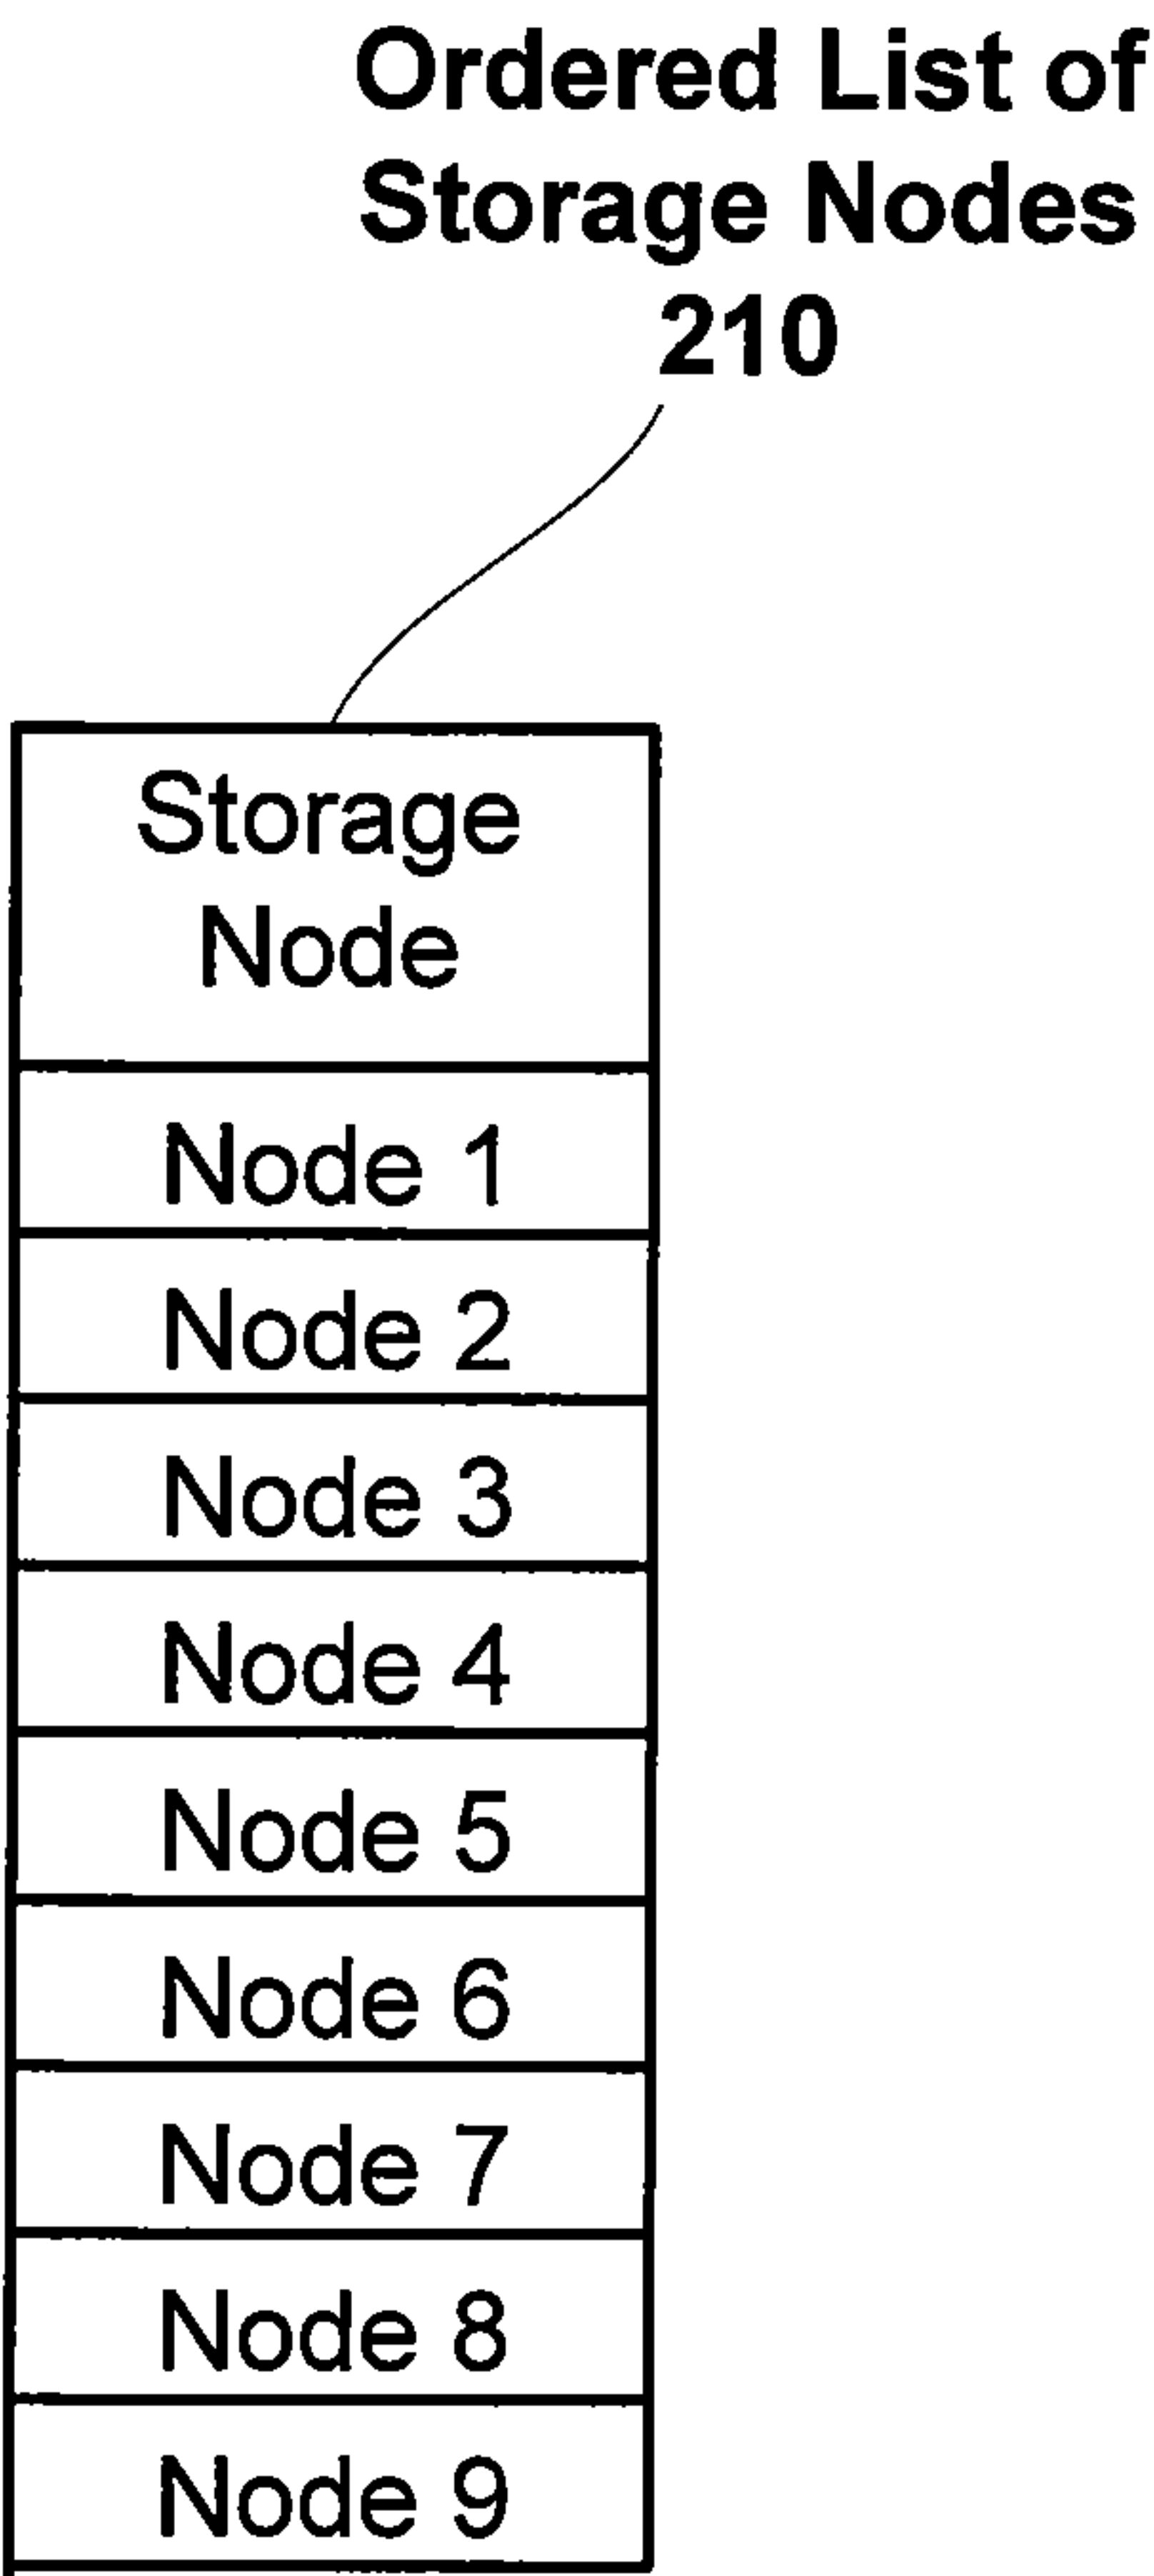 Ordered List of
Storage Nodes
210
Storage
Node
Node 1
Node 2
Node 3
Node 4
Node 5
Node 6
Node 7
Node 8
Node 9